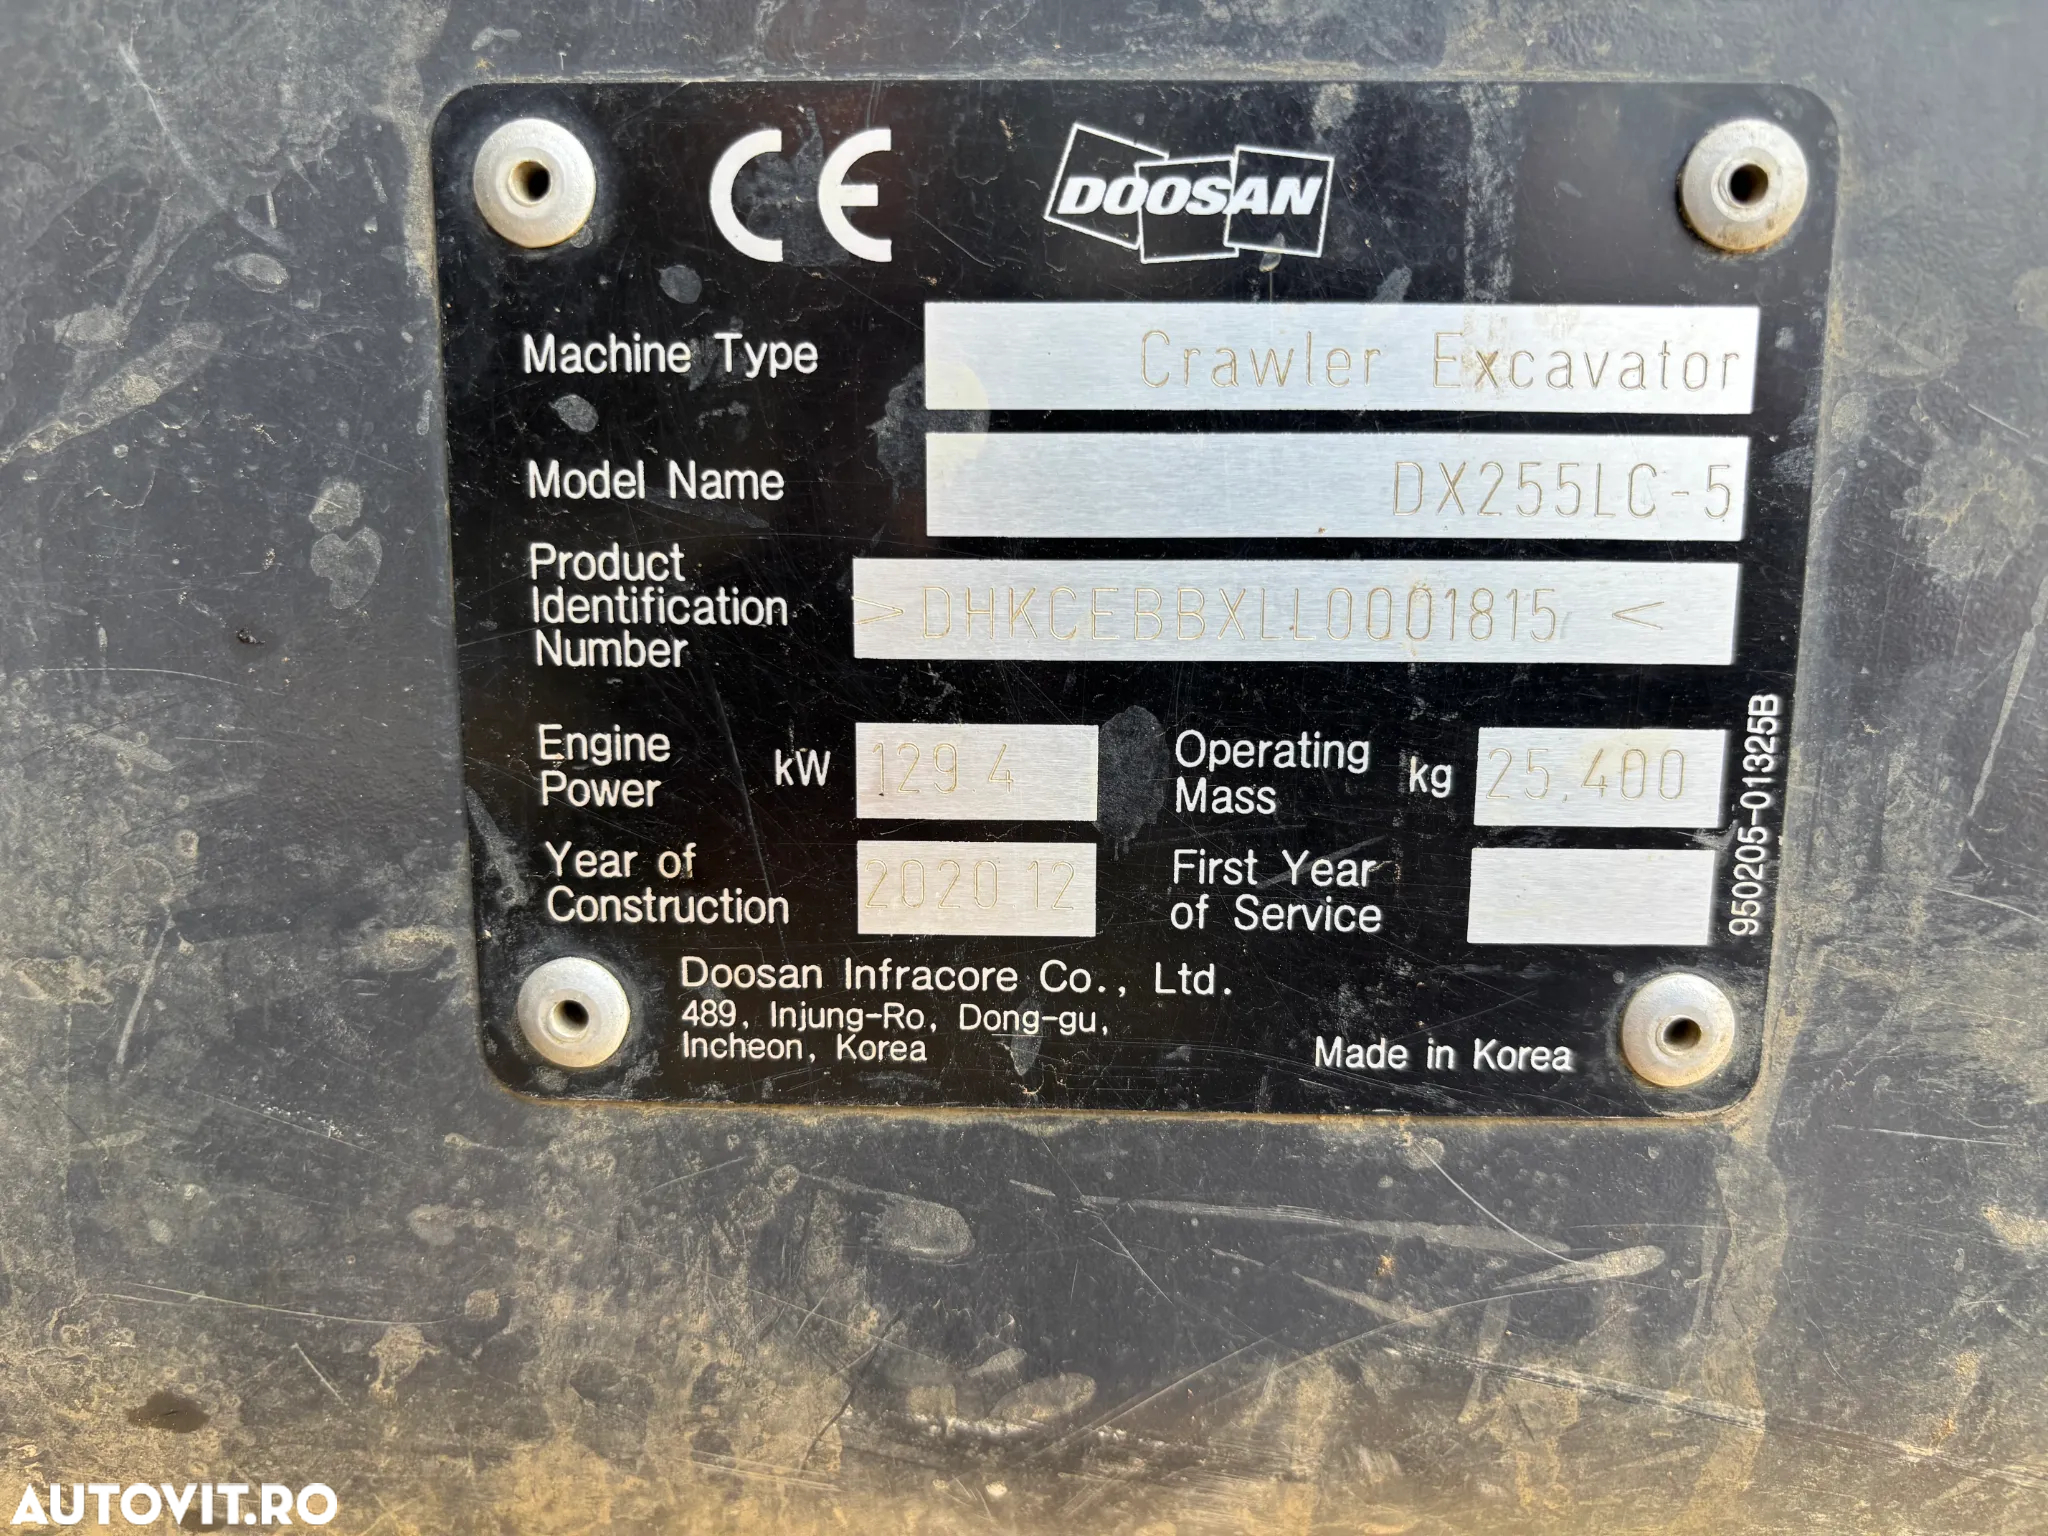 CE DOOSAN
Machine Type Crawler Excavator
Model Name DX255LC-5
Product
Identification
Number >DHKCEBBXLL0001815 <
Engine
Power kW 129.4
Operating
Mass kg 25,400
Year of
Construction 2020.12
First Year
of Service
950205-01325B
Doosan Infracore Co., Ltd.
489, Injung-Ro, Dong-gu,
Incheon, Korea
Made in Korea
AUTOVIT.RO